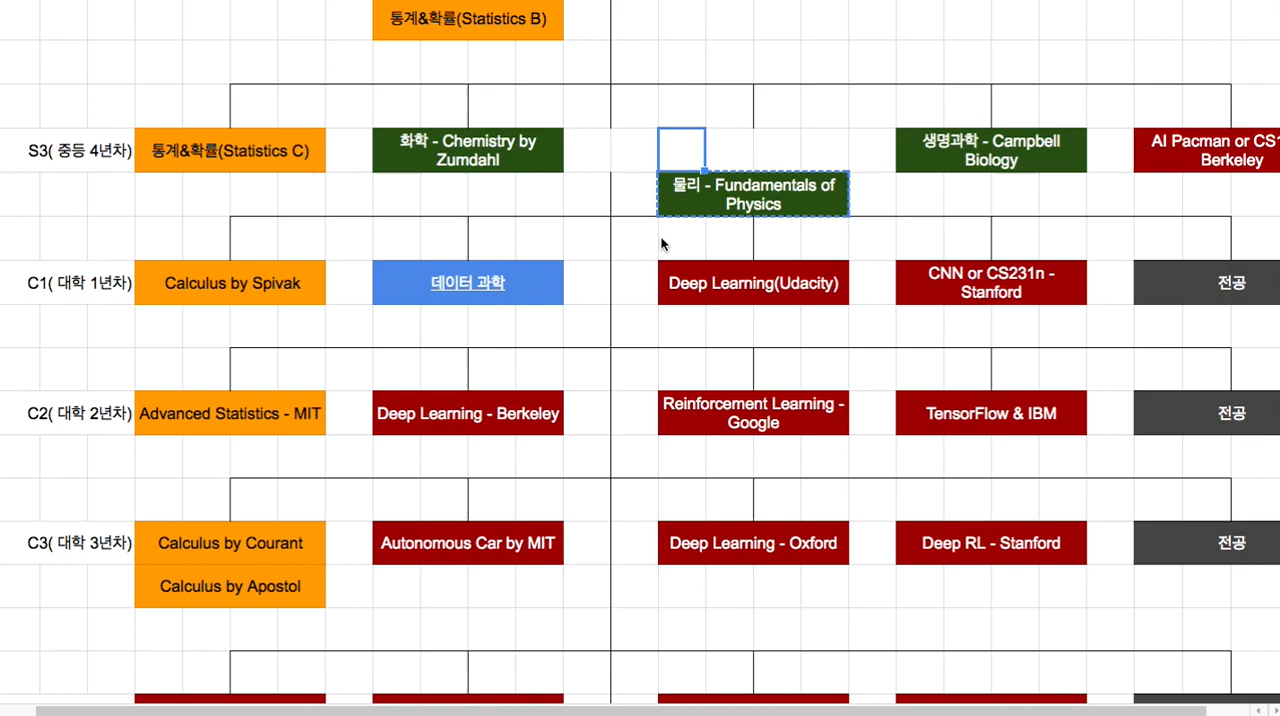 통계&확률(Statistics B)
S3( 중등 4년차)
통계&확률(Statistics C)
화학 - Chemistry by
Zumdahl
생명과학 - Campbell
Biology
AI Pacman or CS1
Berkeley
물리 - Fundamentals of
Physics
C1( 대학 1년차)
Calculus by Spivak
데이터 과학
Deep Learning(Udacity)
CNN or CS231n -
Stanford
전공
C2( 대학 2년차)
Advanced Statistics - MIT
Deep Learning - Berkeley
Reinforcement Learning -
Google
TensorFlow & IBM
전공
C3( 대학 3년차)
Calculus by Courant
Autonomous Car by MIT
Deep Learning - Oxford
Deep RL - Stanford
전공
Calculus by Apostol